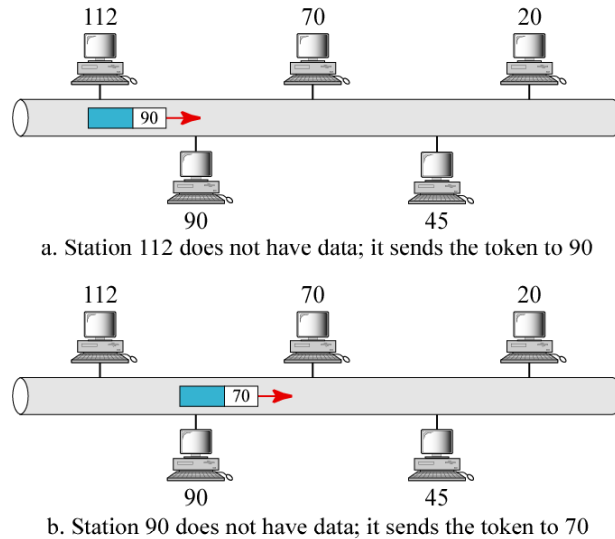 112 70 20
90
90 45
a. Station 112 does not have data; it sends the token to 90
112 70 20
70
90 45
b. Station 90 does not have data; it sends the token to 70